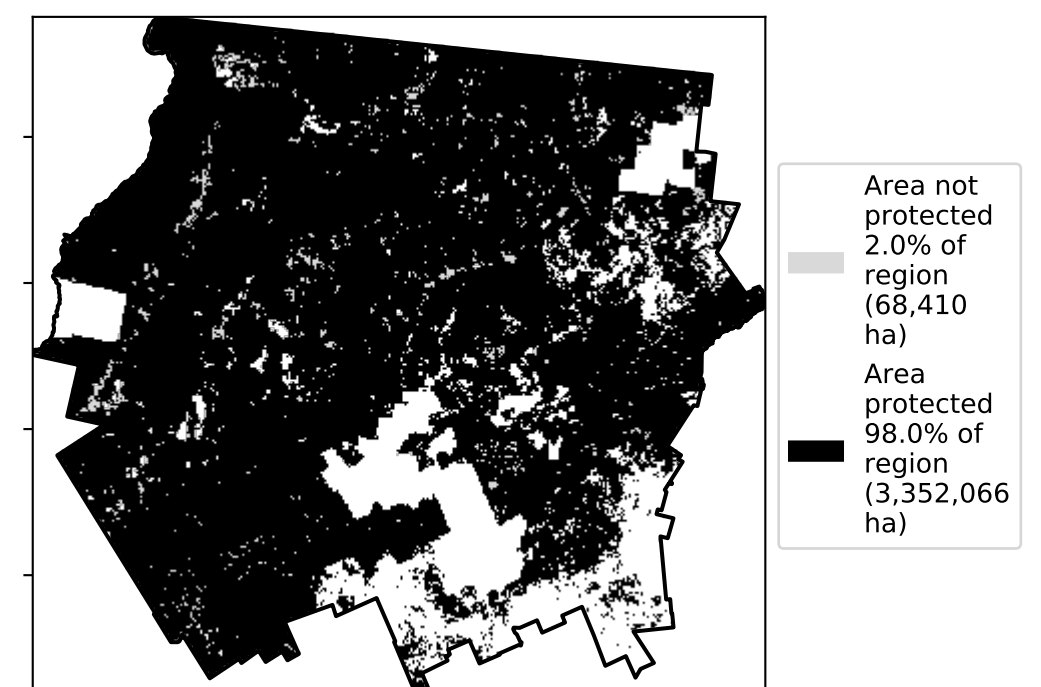 Area not
protected
2.0% of
region
(68,410
ha)
Area
protected
98.0% of
region
(3,352,066
ha)